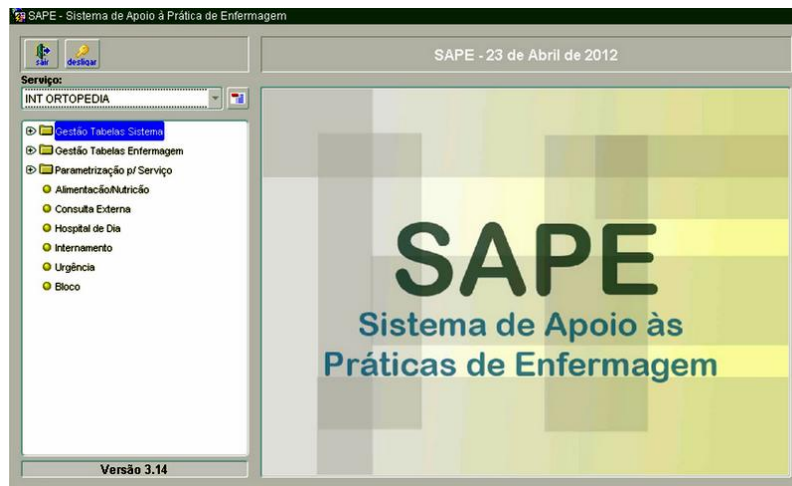 SAPE - Sistema de Apoio à Prática de Enfermagem
sair
desligar
SAPE - 23 de Abril de 2012
Serviço:
INT ORTOPEDIA
Gestão Tabelas Sistema
Gestão Tabelas Enfermagem
Parametrização p/ Serviço
Alimentacão/Nutricão
Consulta Externa
Hospital de Dia
Internamento
Urgência
Bloco
SAPE
Sistema de Apoio às
Práticas de Enfermagem
Versão 3.14